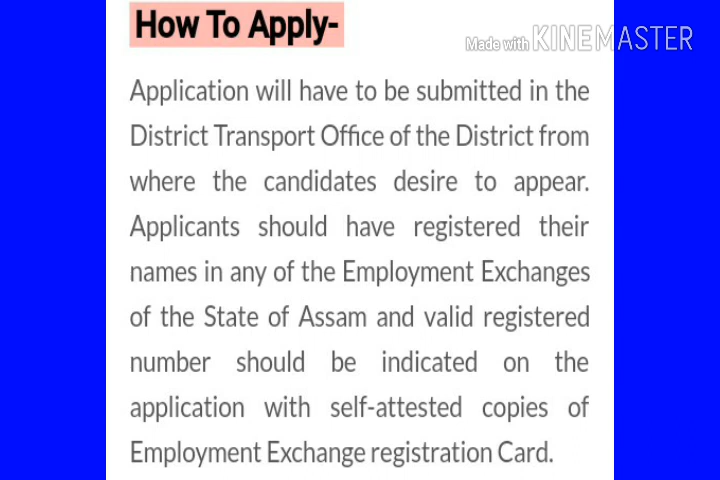 How To Apply-
Made with KINEMASTER
Application will have to be submitted in the
District Transport Office of the District from
where the candidates desire to appear.
Applicants should have registered their
names in any of the Employment Exchanges
of the State of Assam and valid registered
number should be indicated on the
application with self-attested copies of
Employment Exchange registration Card.